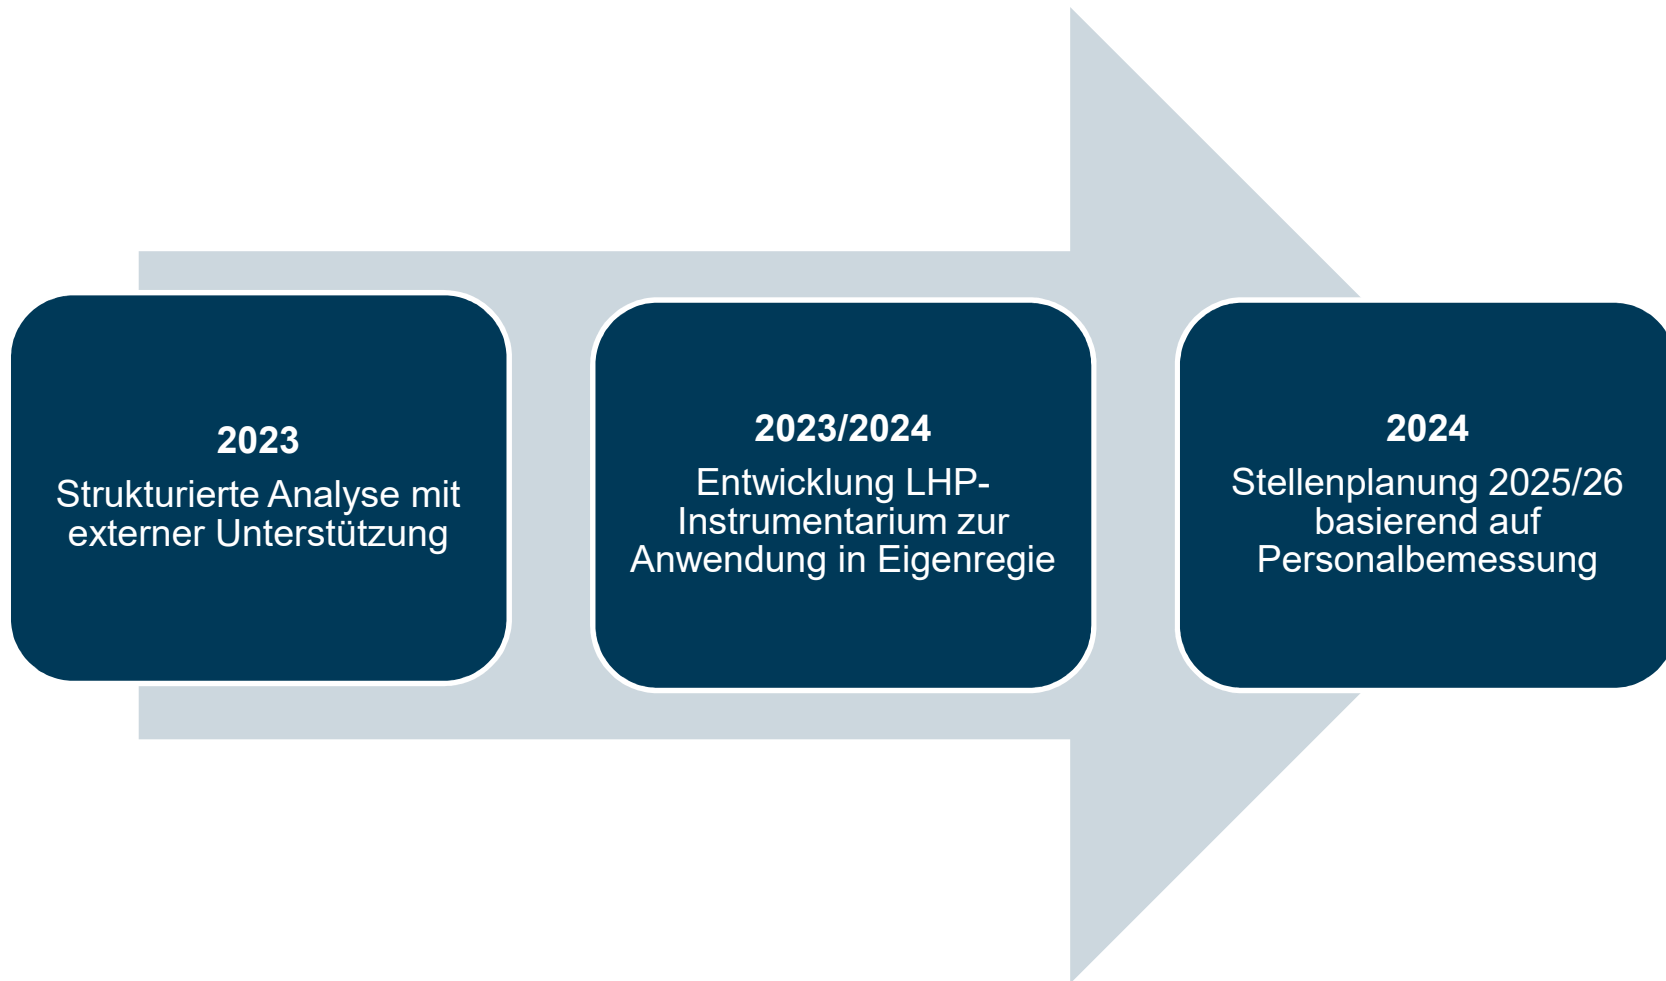 2023
Strukturierte Analyse mit
externer Unterstützung
2023/2024
Entwicklung LHP-
Instrumentarium zur
Anwendung in Eigenregie
2024
Stellenplanung 2025/26
basierend auf
Personalbemessung